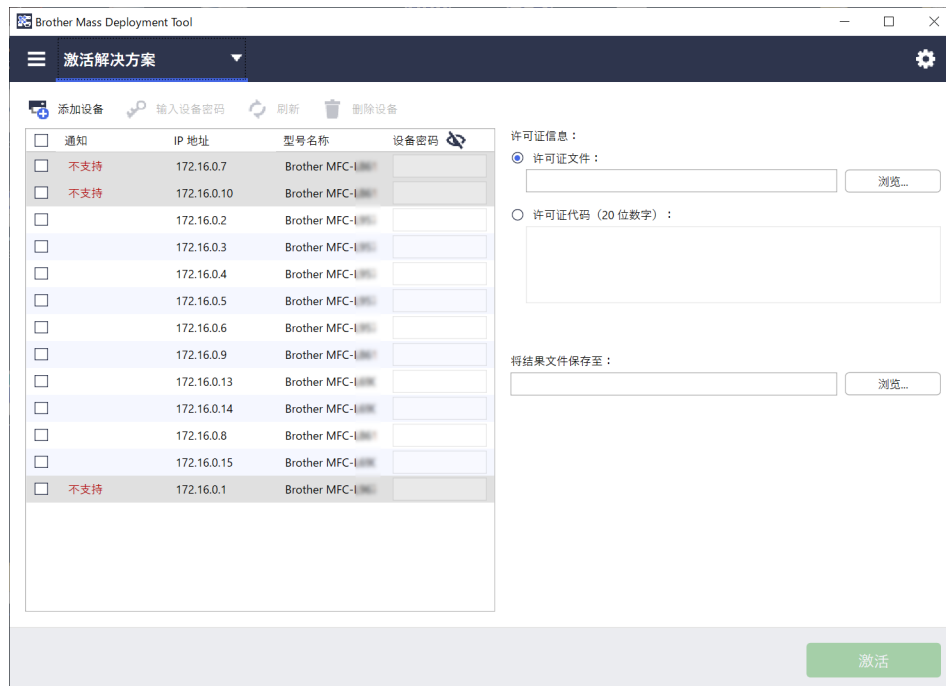 Brother Mass Deployment Tool
激活解决方案
添加设备 输入设备密码 刷新 删除设备
通知 IP 地址 型号名称 设备密码
不支持 172.16.0.7 Brother MFC-L
不支持 172.16.0.10 Brother MFC-L
172.16.0.2 Brother MFC-L
172.16.0.3 Brother MFC-L
172.16.0.4 Brother MFC-L
172.16.0.5 Brother MFC-L
172.16.0.6 Brother MFC-L
172.16.0.9 Brother MFC-L
172.16.0.13 Brother MFC-L
172.16.0.14 Brother MFC-L
172.16.0.8 Brother MFC-L
172.16.0.15 Brother MFC-L
不支持 172.16.0.1 Brother MFC-L
许可证信息：
许可证文件：
浏览...
许可证代码（20 位数字）：
将结果文件保存至：
浏览...
激活